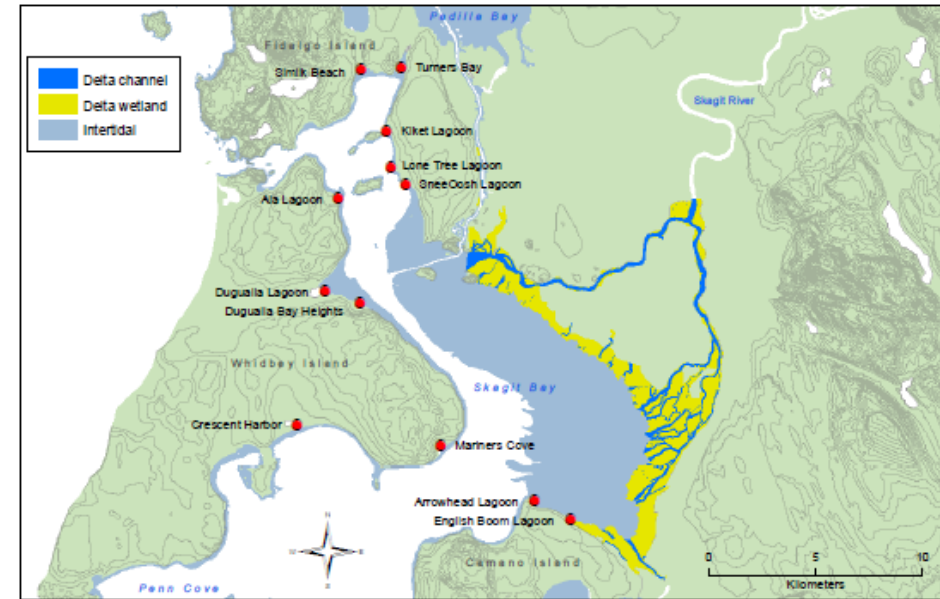 Padilla Bay
Fidalgo Island
Similk Beach
Turners Bay
Delta channel
Delta wetland
Intertidal
Skagit River
Kiket Lagoon
Lone Tree Lagoon
SneeOosh Lagoon
Ala Lagoon
Dugualla Lagoon
Dugualla Bay Heights
Whidbey Island
Skagit Bay
Crescent Harbor
Mariners Cove
Arrowhead Lagoon
English Boom Lagoon
N
W
E
S
Camano Island
0 5 10
Kilometers
Penn Cove